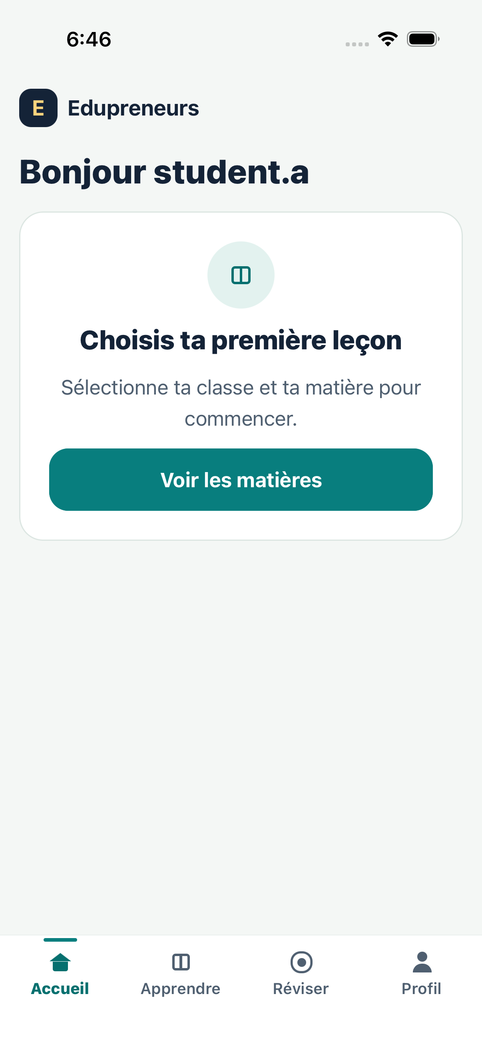 6:46
E Edupreneurs
Bonjour student.a
Choisis ta première leçon
Sélectionne ta classe et ta matière pour
commencer.
Voir les matières
Accueil Apprendre Réviser Profil